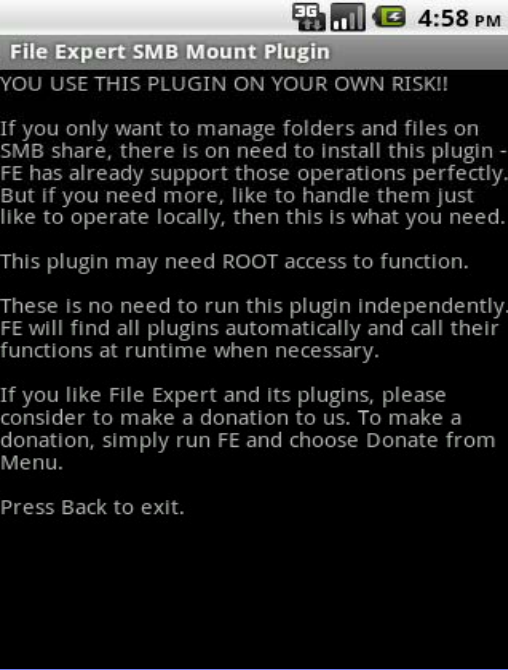 3G 4:58 PM
File Expert SMB Mount Plugin
YOU USE THIS PLUGIN ON YOUR OWN RISK!!
If you only want to manage folders and files on
SMB share, there is on need to install this plugin -
FE has already support those operations perfectly.
But if you need more, like to handle them just
like to operate locally, then this is what you need.
This plugin may need ROOT access to function.
These is no need to run this plugin independently.
FE will find all plugins automatically and call their
functions at runtime when necessary.
If you like File Expert and its plugins, please
consider to make a donation to us. To make a
donation, simply run FE and choose Donate from
Menu.
Press Back to exit.